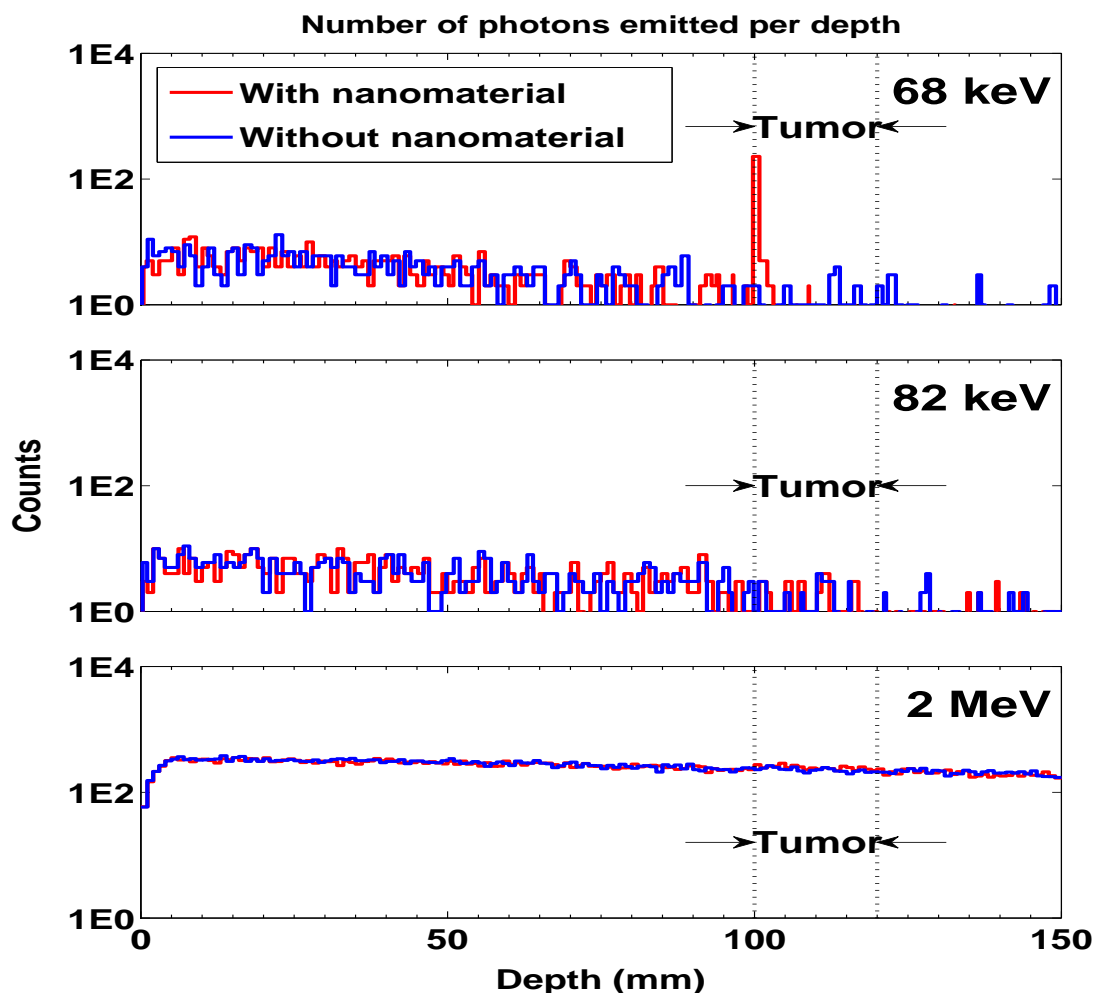 Number of photons emitted per depth
1E4
With nanomaterial
Without nanomaterial
68 keV
Tumor
1E2
1E0
1E4
82 keV
1E2
Tumor
1E0
Counts
1E4
2 MeV
1E2
Tumor
1E0
0 50 100 150
Depth (mm)